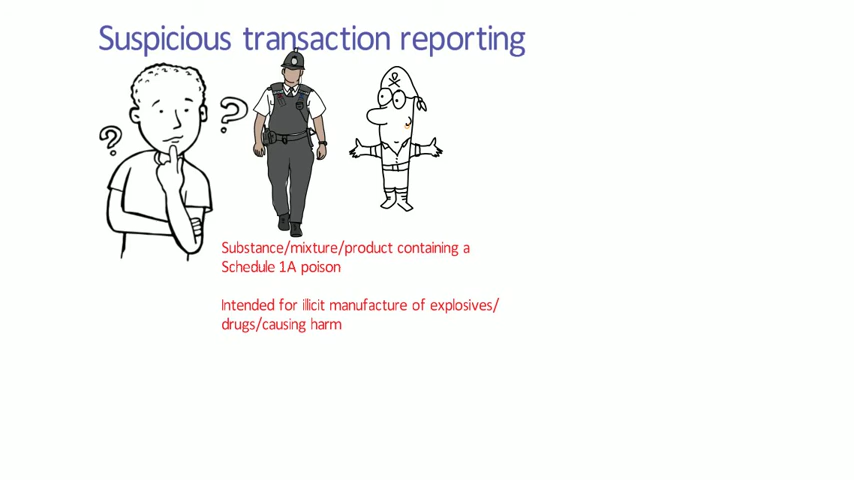 Suspicious transaction reporting
? ?
Substance/mixture/product containing a
Schedule 1A poison
Intended for illicit manufacture of explosives/
drugs/causing harm